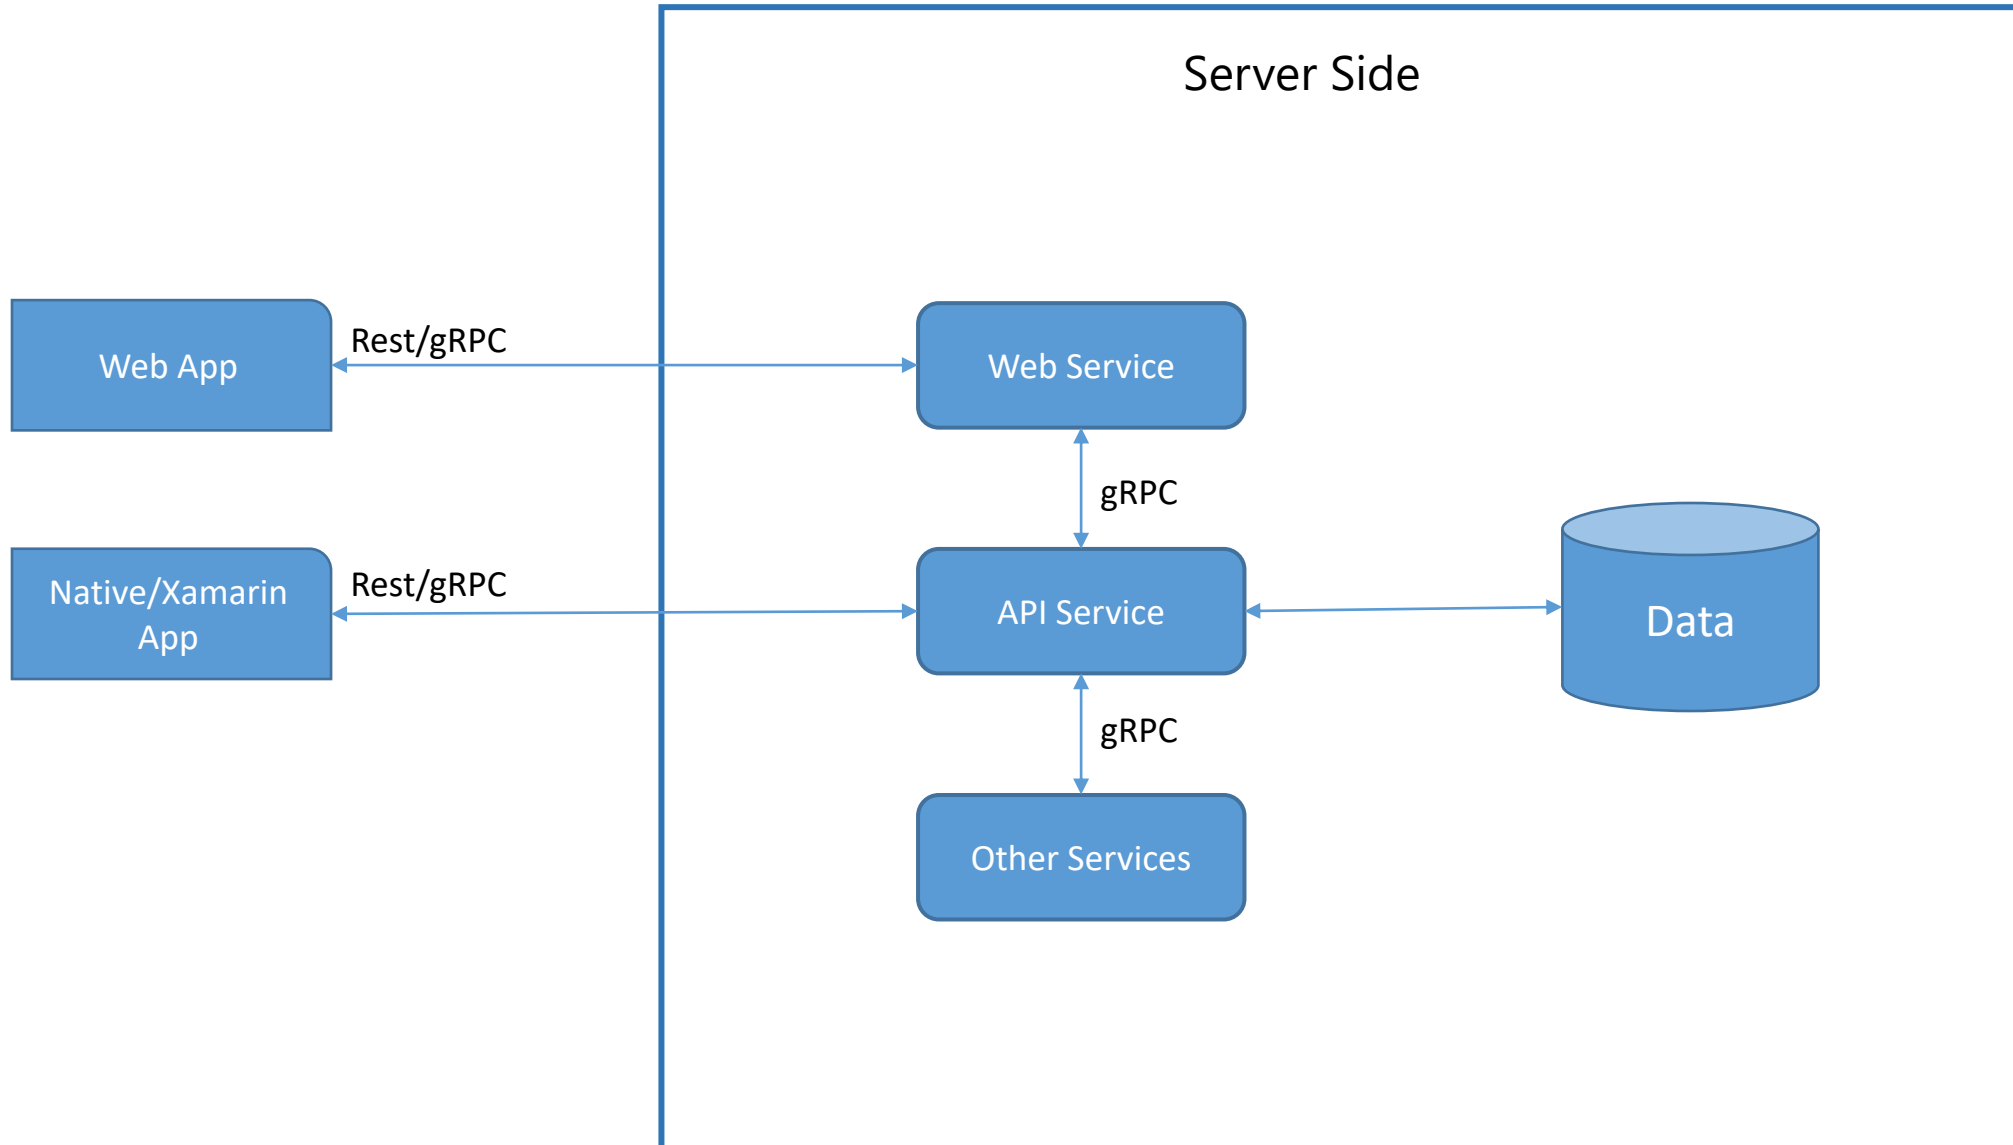 Server Side
Web App
Rest/gRPC
Web Service
gRPC
Native/Xamarin
App
Rest/gRPC
API Service
Data
gRPC
Other Services